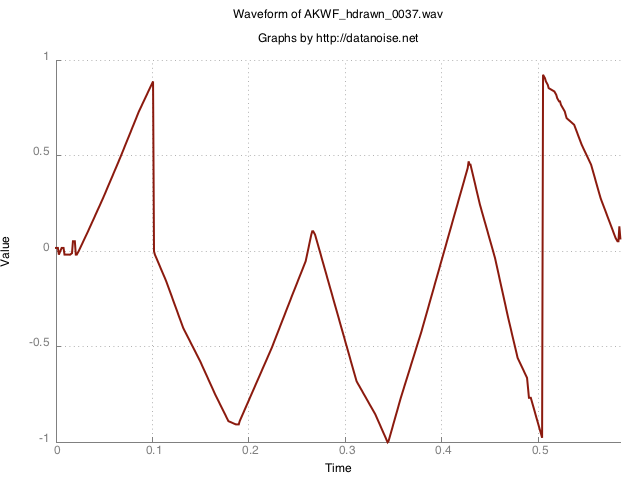 Waveform of AKWF_hdrawn_0037.wav
Graphs by http://datanoise.net
1
0.5
0
-0.5
-1
Value
0 0.1 0.2 0.3 0.4 0.5
Time